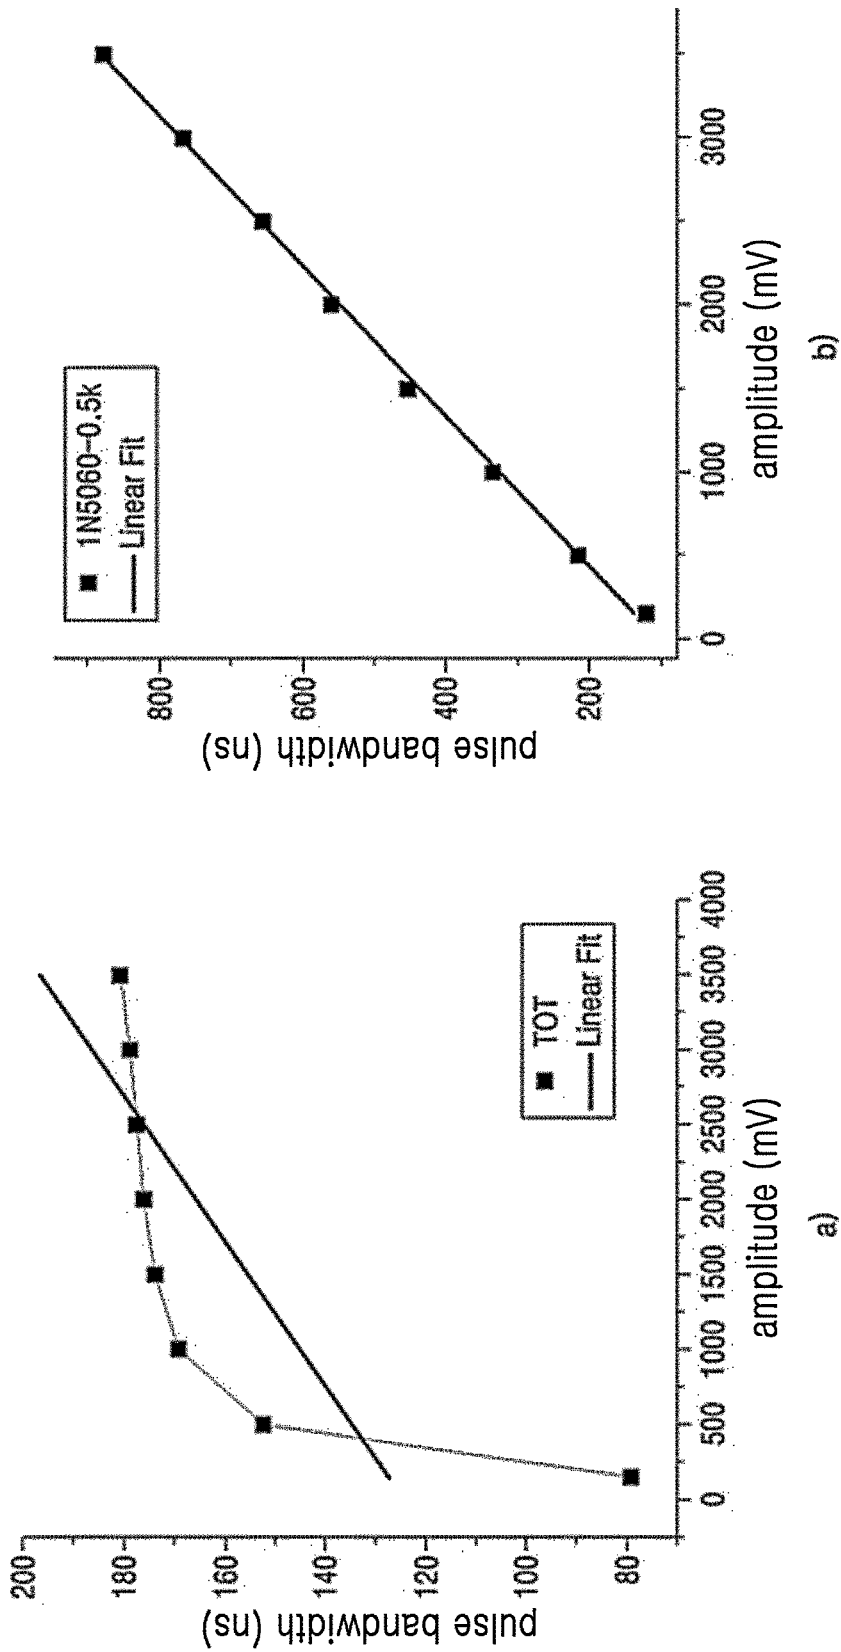 200
180
160
140
120
100
80
pulse bandwidth (ns)
0
500
1000
1500
2000
2500
3000
3500
4000
amplitude (mV)
TOT
Linear Fit
a)
800
600
400
200
pulse bandwidth (ns)
0
1000
2000
3000
amplitude (mV)
1N5060-0.5k
Linear Fit
b)